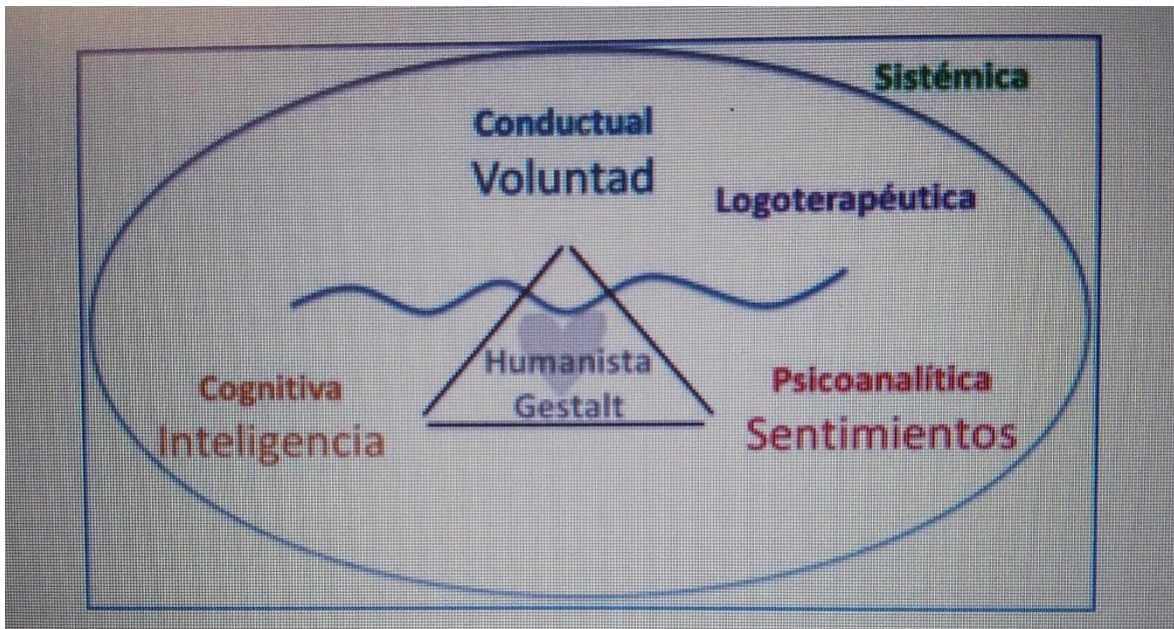 Sistémica
Conductual
Voluntad
Logoterapéutica
Humanista
Gestalt
Cognitiva
Inteligencia
Psicoanalítica
Sentimientos